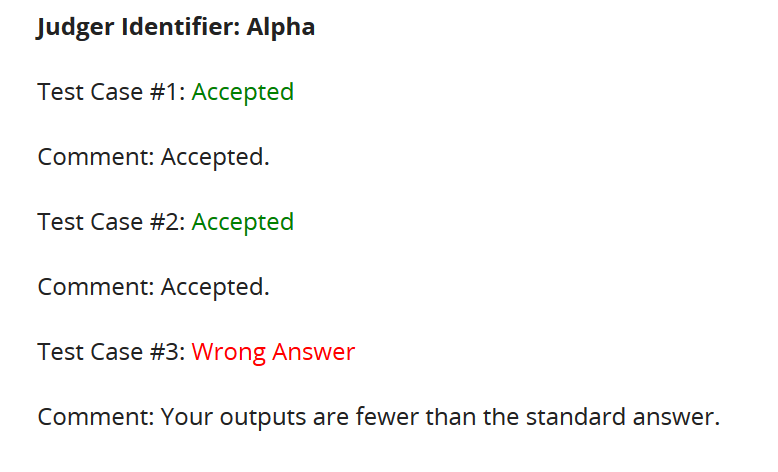 Judger Identifier: Alpha
Test Case #1: Accepted
Comment: Accepted.
Test Case #2: Accepted
Comment: Accepted.
Test Case #3: Wrong Answer
Comment: Your outputs are fewer than the standard answer.